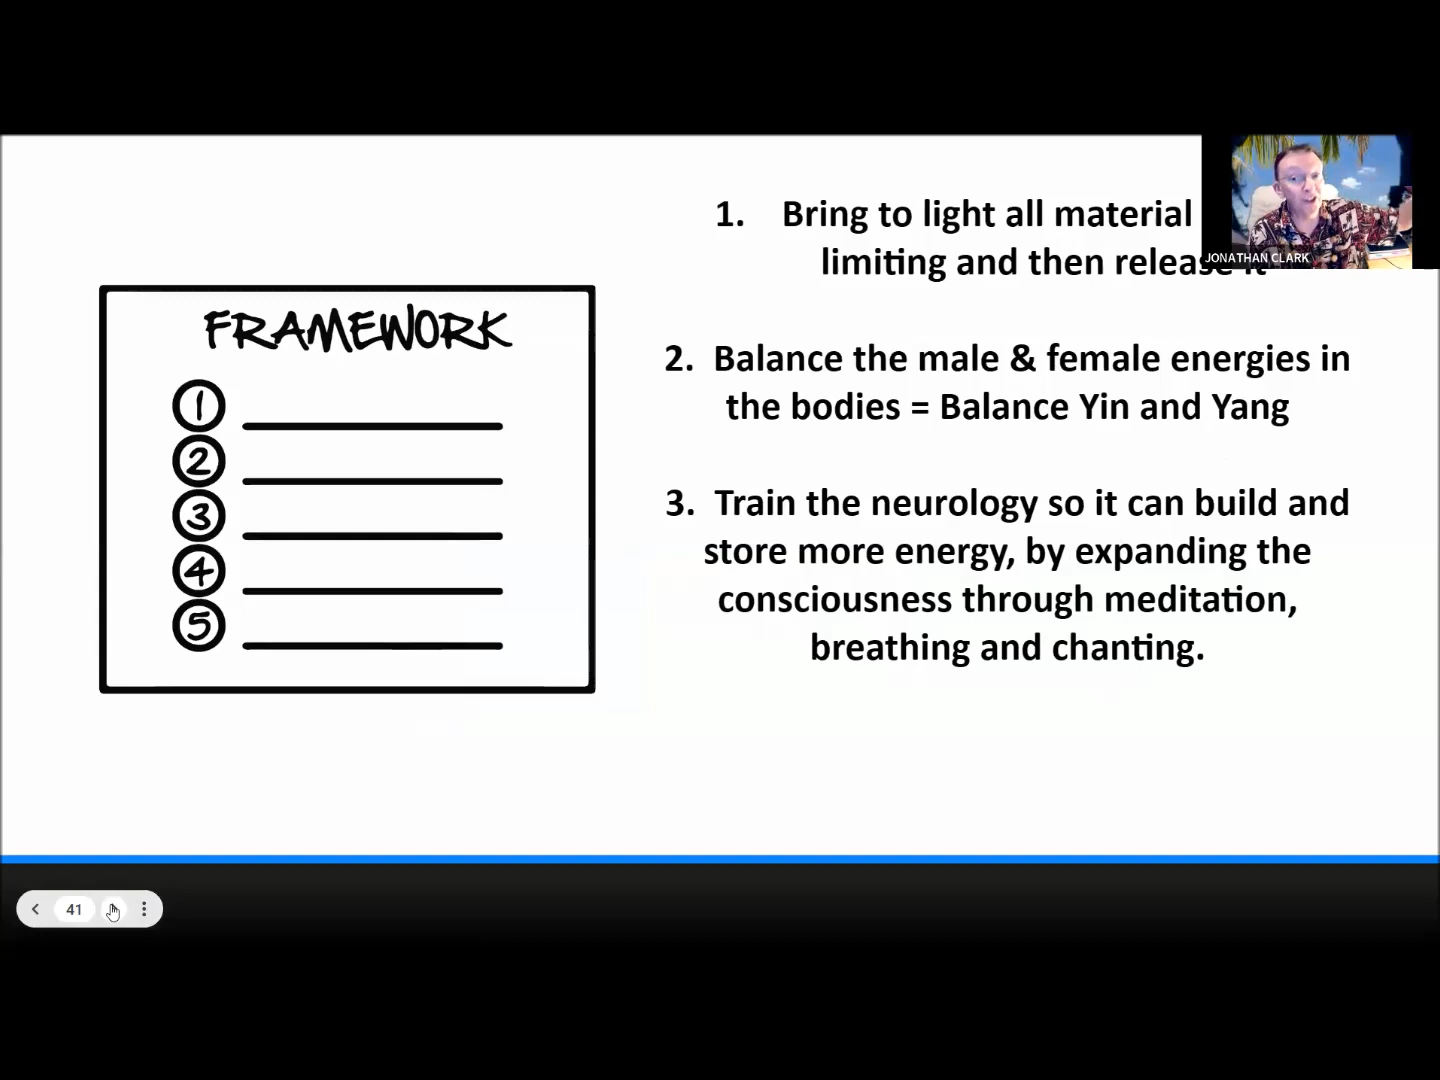 FRAMEWORK
1
2
3
4
5
1. Bring to light all material
limiting and then release it
2. Balance the male & female energies in
the bodies = Balance Yin and Yang
3. Train the neurology so it can build and
store more energy, by expanding the
consciousness through meditation,
breathing and chanting.
JONATHAN CLARK
41